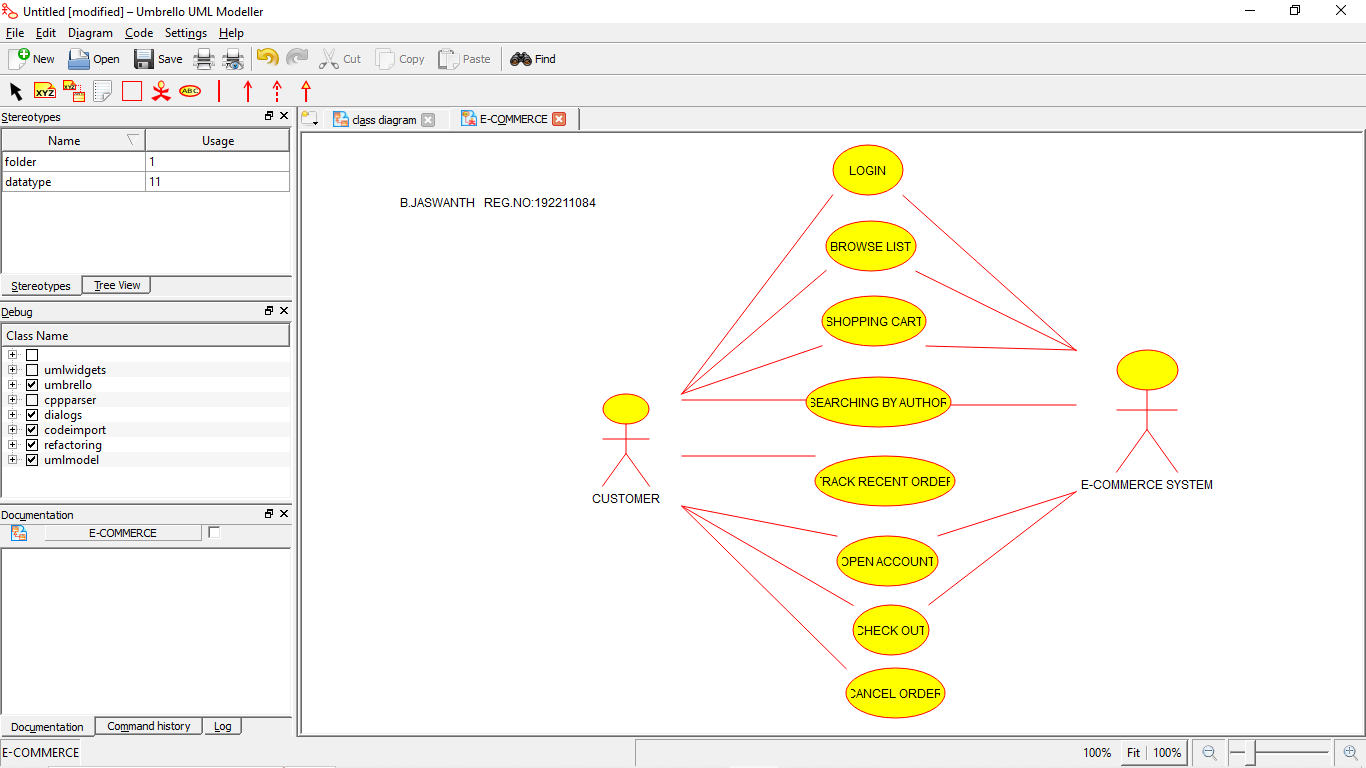 Untitled [modified] – Umbrello UML Modeller
File Edit Diagram Code Settings Help
New Open Save Cut Copy Paste Find
XYZ XYZ ABC
Stereotypes
class diagram E-COMMERCE
Name Usage
folder 1
datatype 11
Stereotypes Tree View
Debug
Class Name
umlwidgets
umbrello
cppparser
dialogs
codeimport
refactoring
umlmodel
Documentation
E-COMMERCE
Documentation Command history Log
B.JASWANTH REG.NO:192211084
LOGIN
BROWSE LIST
SHOPPING CART
SEARCHING BY AUTHOR
TRACK RECENT ORDER
OPEN ACCOUNT
CHECK OUT
CANCEL ORDER
CUSTOMER
E-COMMERCE SYSTEM
E-COMMERCE
100% Fit 100%